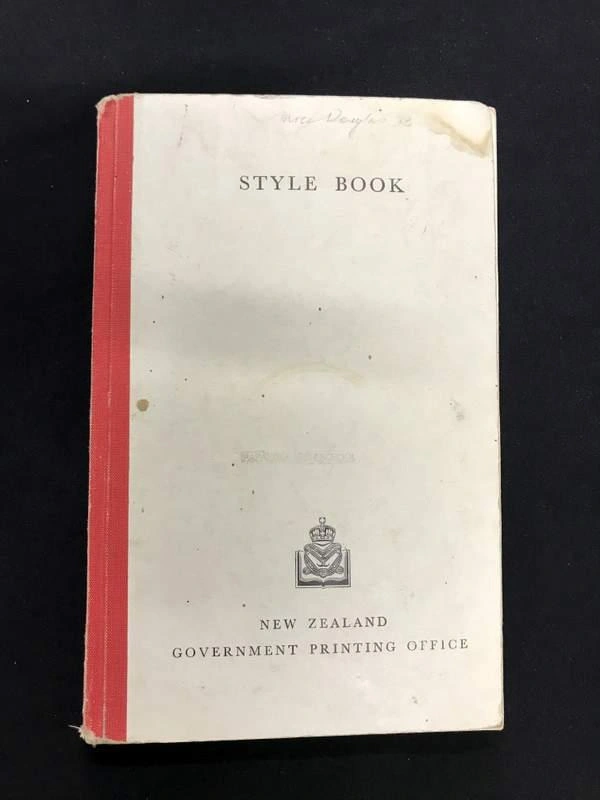 STYLE BOOK
NEW ZEALAND
GOVERNMENT PRINTING OFFICE